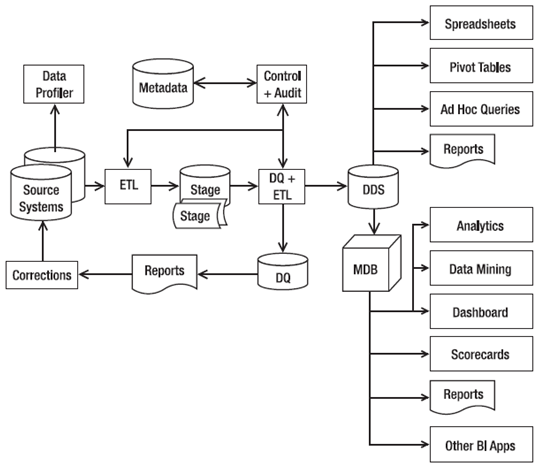 Spreadsheets
Data
Profiler
Metadata
Control
+ Audit
Pivot Tables
Ad Hoc Queries
Reports
Source
Systems
ETL
Stage
Stage
DQ +
ETL
DDS
Analytics
MDB
Data Mining
Corrections
Reports
DQ
Dashboard
Scorecards
Reports
Other BI Apps